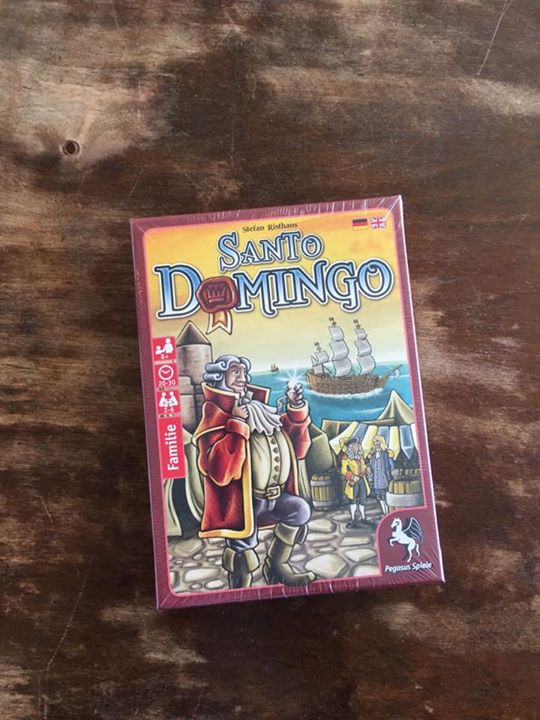 Stefan Risthaus
SANTO
DOMINGO
8+
20-30
2-6
Familie
Pegasus Spiele